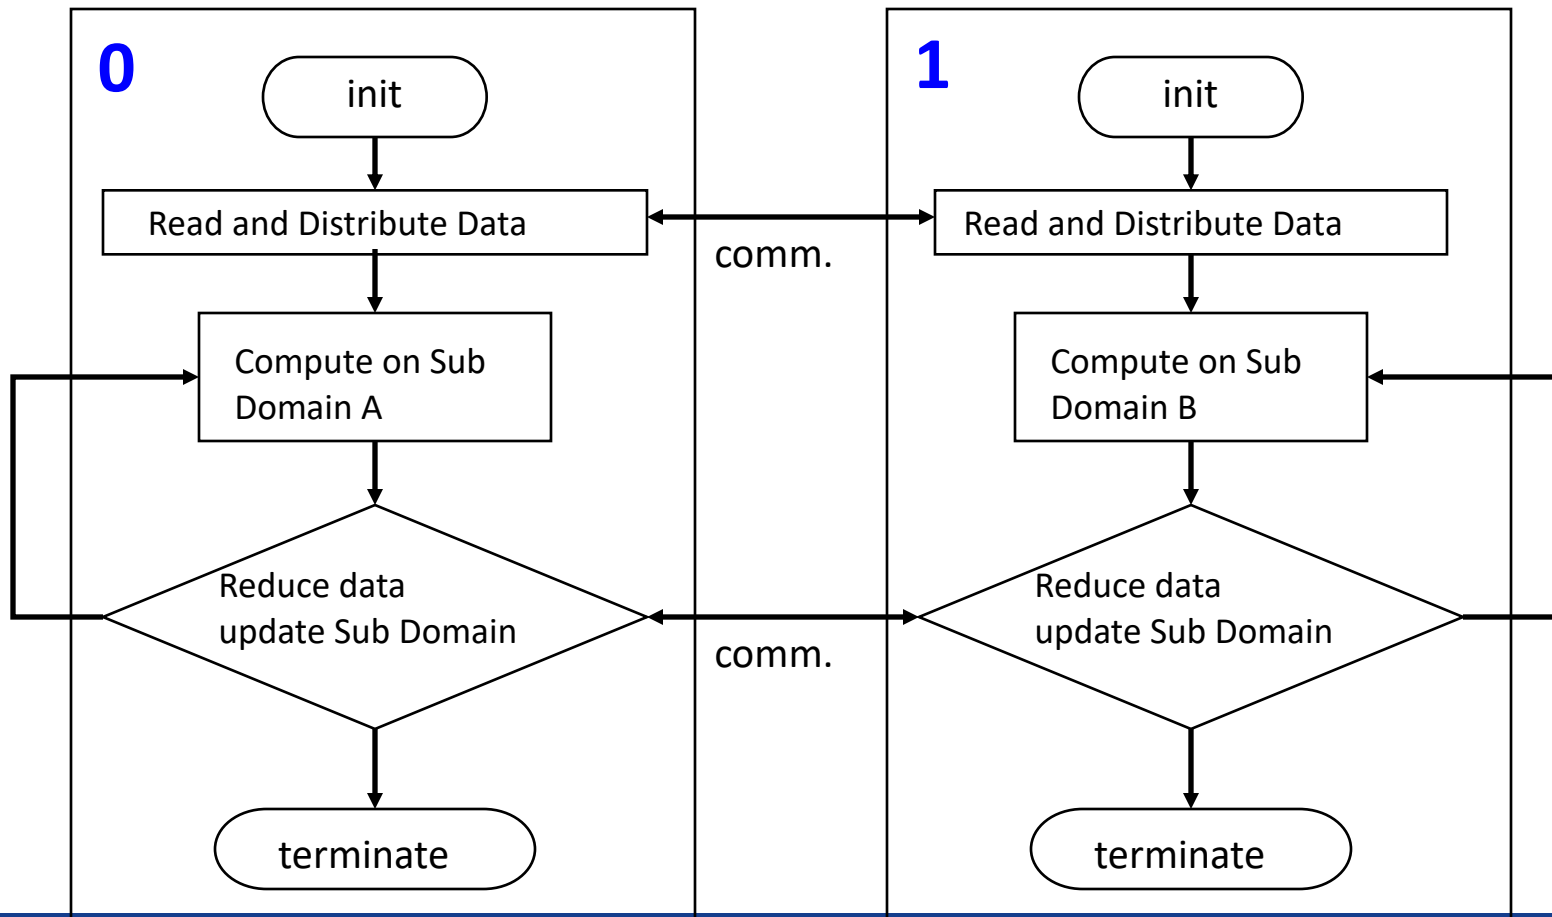 0
init
Read and Distribute Data
Compute on Sub
Domain A
Reduce data
update Sub Domain
terminate
comm.
comm.
1
init
Read and Distribute Data
Compute on Sub
Domain B
Reduce data
update Sub Domain
terminate